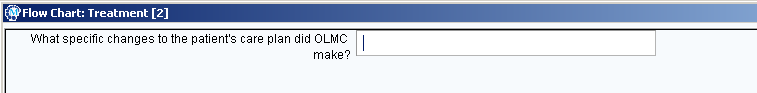 Flow Chart: Treatment [2]
What specific changes to the patient's care plan did OLMC
make?